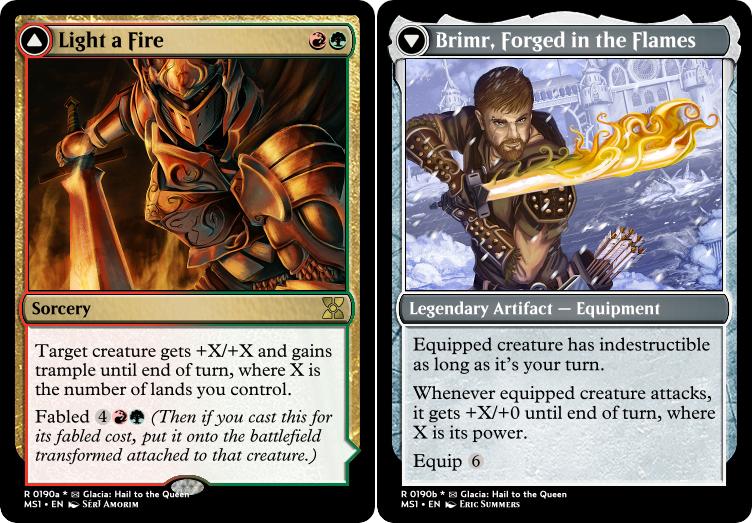 Light a Fire
Sorcery
Target creature gets +X/+X and gains
trample until end of turn, where X is
the number of lands you control.
Fabled 4 (Then if you cast this for
its fabled cost, put it onto the battlefield
transformed attached to that creature.)
R 0190a * Glacia: Hail to the Queen
MS1 • EN Sérj Amorim
Brimr, Forged in the Flames
Legendary Artifact — Equipment
Equipped creature has indestructible
as long as it's your turn.
Whenever equipped creature attacks,
it gets +X/+0 until end of turn, where
X is its power.
Equip 6
R 0190b * Glacia: Hail to the Queen
MS1 • EN Eric Summers